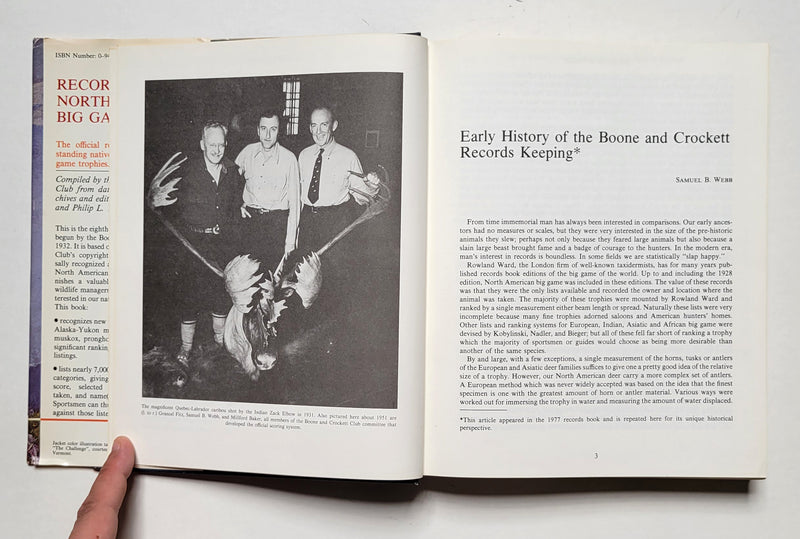 ISBN Number: 0-94
RECOR
NORTH
BIG GA
The official r
standing native
game trophies.
Compiled by th
Club from dat
chives and edit
and Philip L.
This is the eighth
begun by the Boo
1932. It is based o
Club's copyright
sally recognized a
North American
nishes a valuable
wildlife managers
terested in our nat
This book:
• recognizes new
Alaska-Yukon m
muskox, prongho
significant rankin
listings.
• lists nearly 7,000
categories, giving
score, selected
taken, and name(
Sportsmen can th
against those liste
Jacket color illustration ta
"The Challenge", courtes
Vermont.
The magnificent Quebec-Labrador caribou shot by the Indian Zack Elbow in 1931. Also pictured here about 1951 are
(l. to r.) Grancel Fitz, Samuel B. Webb, and Milford Baker, all members of the Boone and Crockett Club committee that
developed the official scoring system.
Early History of the Boone and Crockett
Records Keeping*
SAMUEL B. WEBB
From time immemorial man has always been interested in comparisons. Our early ances-
tors had no measures or scales, but they were very interested in the size of the pre-historic
animals they slew; perhaps not only because they feared large animals but also because a
slain large beast brought fame and a badge of courage to the hunters. In the modern era,
man's interest in records is boundless. In some fields we are statistically "slap happy."
Rowland Ward, the London firm of well-known taxidermists, has for many years pub-
lished records book editions of the big game of the world. Up to and including the 1928
edition, North American big game was included in these editions. The value of these records
was that they were the only lists available and recorded the owner and location where the
animal was taken. The majority of these trophies were mounted by Rowland Ward and
ranked by a single measurement either beam length or spread. Naturally these lists were very
incomplete because many fine trophies adorned saloons and American hunters' homes.
Other lists and ranking systems for European, Indian, Asiatic and African big game were
devised by Kobylinski, Nadler, and Bieger; but all of these fell far short of ranking a trophy
which the majority of sportsmen or guides would choose as being more desirable than
another of the same species.
By and large, with a few exceptions, a single measurement of the horns, tusks or antlers
of the European and Asiatic deer families suffices to give one a pretty good idea of the relative
size of a trophy. However, our North American deer carry a more complex set of antlers.
A European method which was never widely accepted was based on the idea that the finest
specimen is one with the greatest amount of horn or antler material. Various ways were
worked out for immersing the trophy in water and measuring the amount of water displaced.
*This article appeared in the 1977 records book and is repeated here for its unique historical
perspective.
3